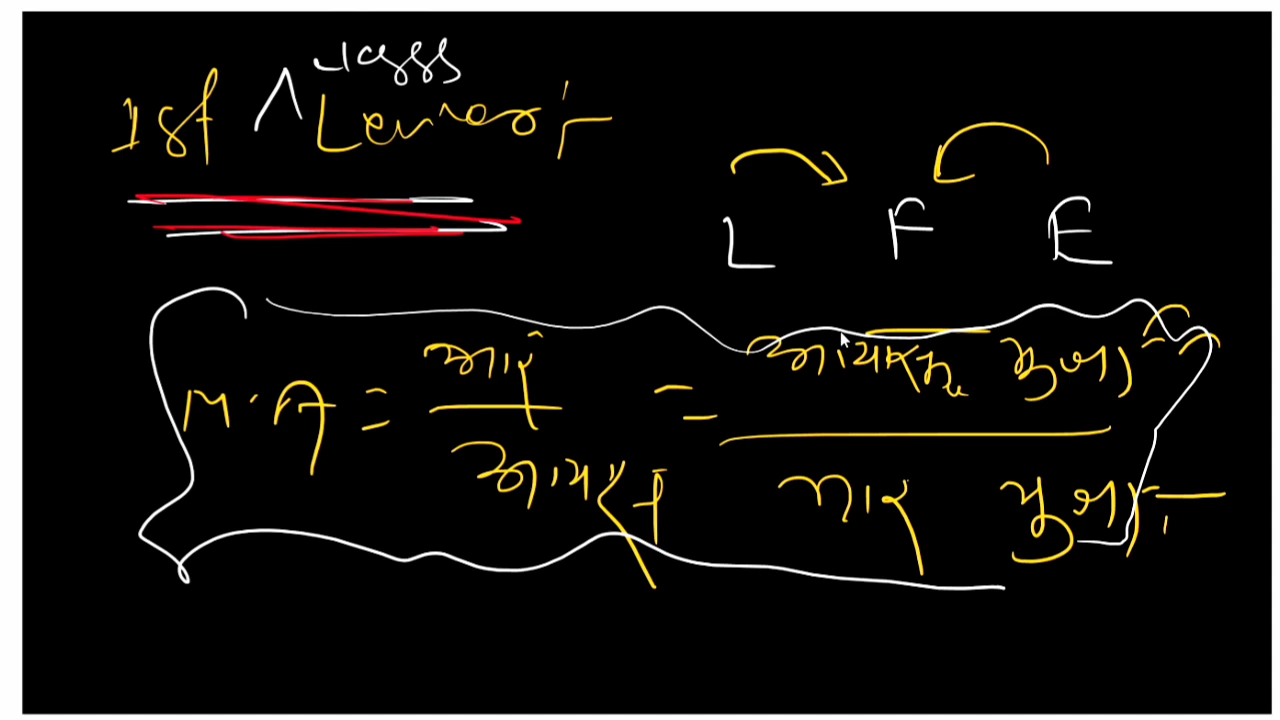 1st ^ class Lever :-
L F E
M.A = भार / आयास = आयास भुजा / भार भुजा :-